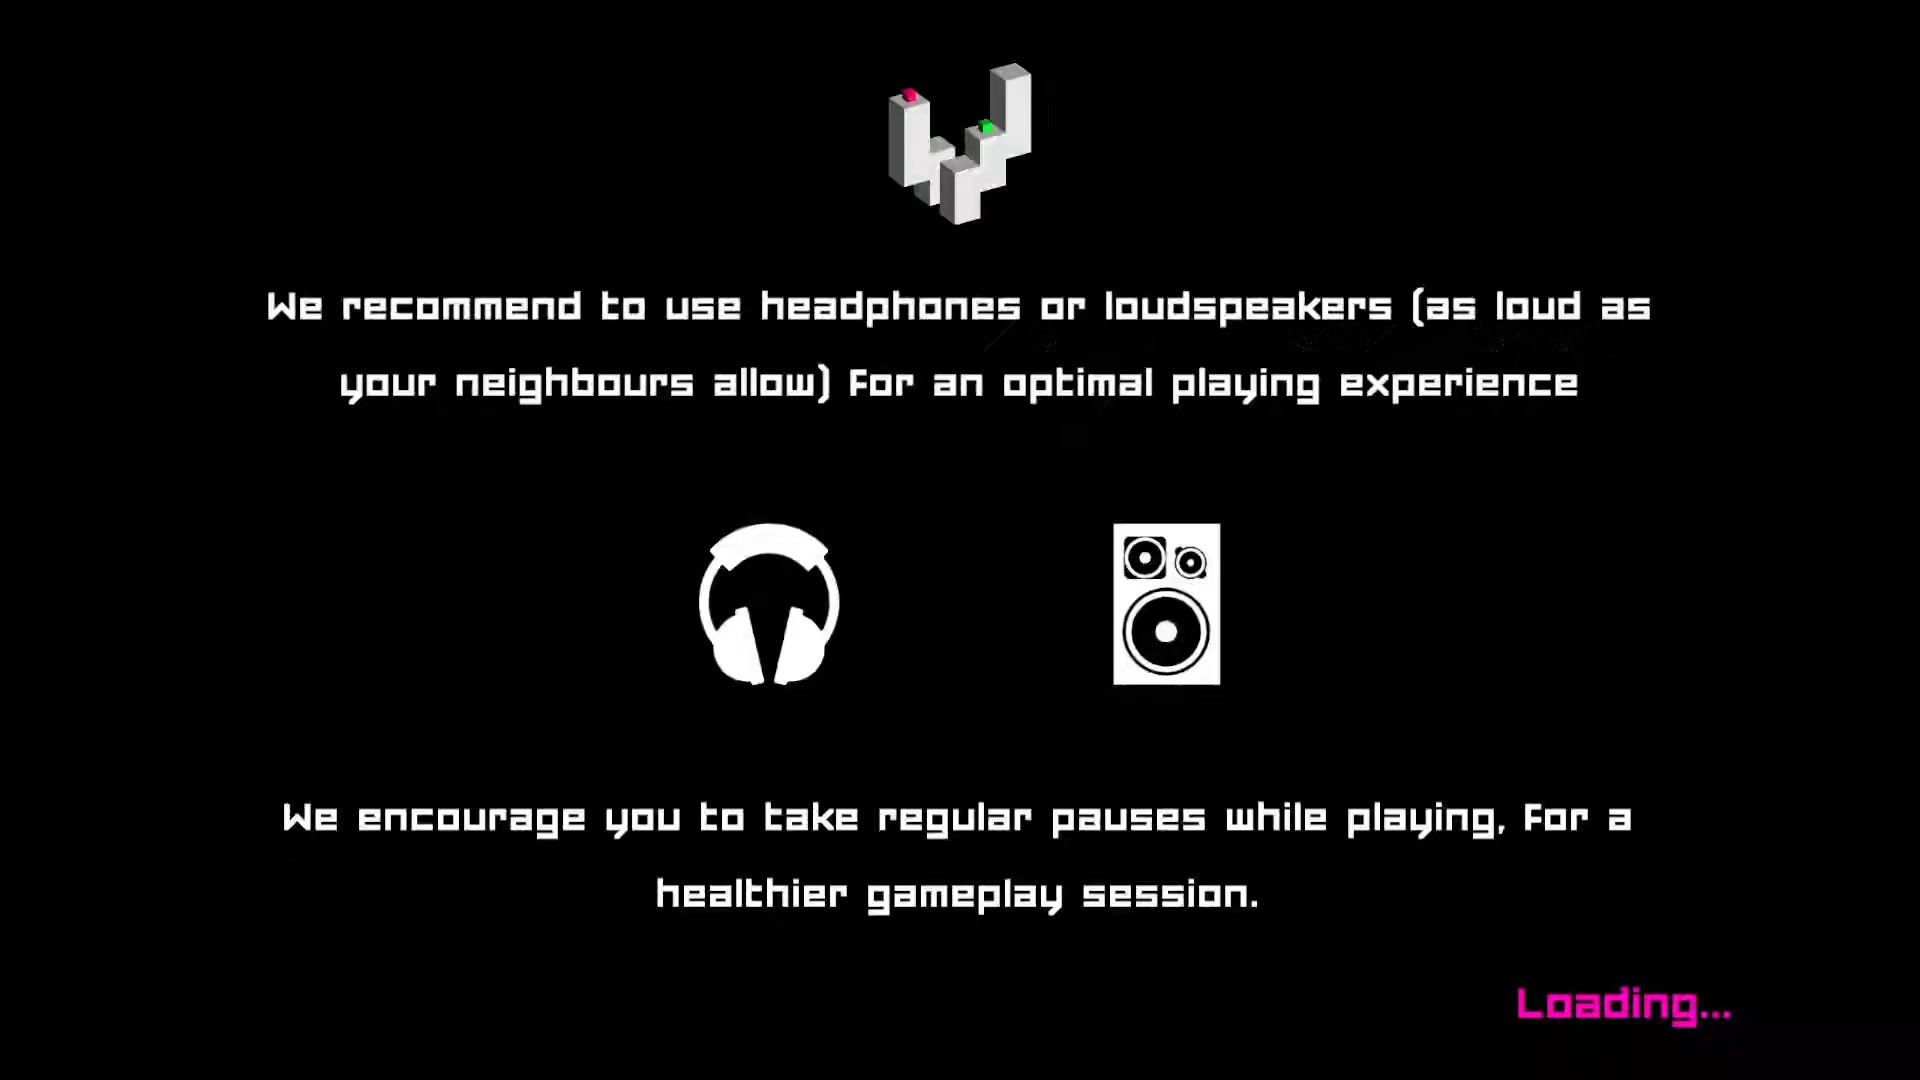 We recommend to use headphones or loudspeakers (as loud as
your neighbours allow) for an optimal playing experience
We encourage you to take regular pauses while playing, for a
healthier gameplay session.
Loading...